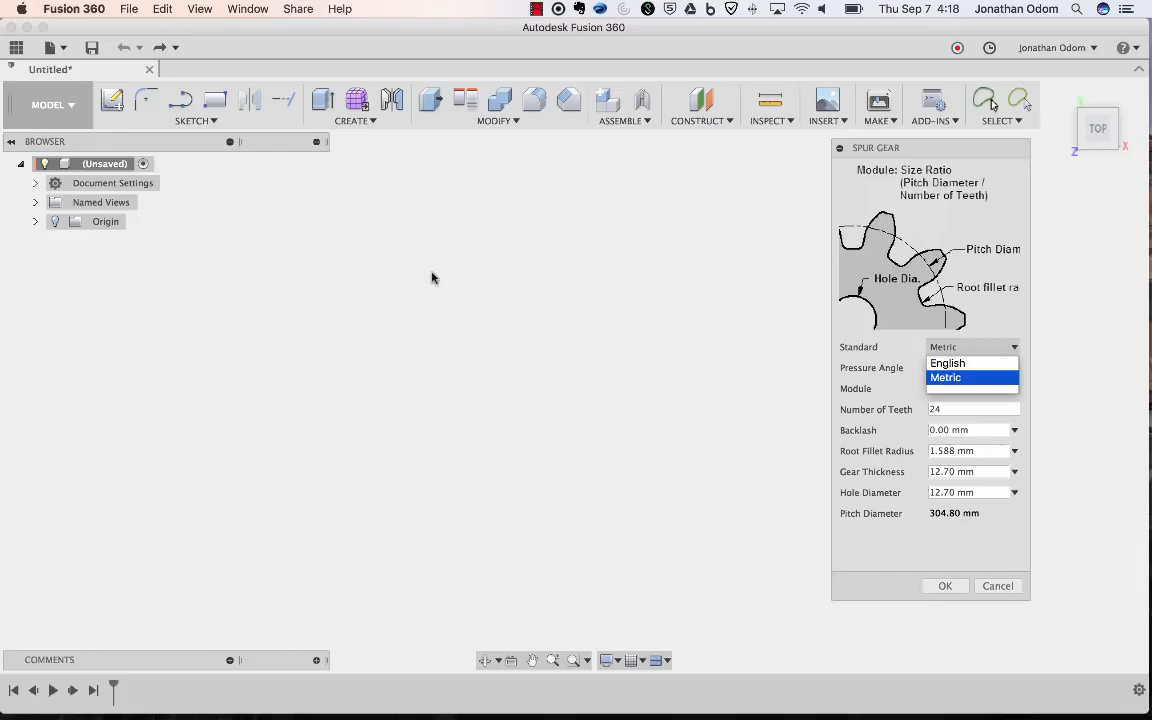 Fusion 360 File Edit View Window Share Help
Thu Sep 7 4:18 Jonathan Odom
Autodesk Fusion 360
Jonathan Odom
Untitled*
MODEL
SKETCH CREATE MODIFY ASSEMBLE CONSTRUCT INSPECT INSERT MAKE ADD-INS SELECT
TOP
X
Z
BROWSER
(Unsaved)
Document Settings
Named Views
Origin
SPUR GEAR
Module: Size Ratio
(Pitch Diameter /
Number of Teeth)
Pitch Diam
Hole Dia.
Root fillet ra
Standard Metric
English
Metric
Pressure Angle
Module
Number of Teeth 24
Backlash 0.00 mm
Root Fillet Radius 1.588 mm
Gear Thickness 12.70 mm
Hole Diameter 12.70 mm
Pitch Diameter 304.80 mm
OK Cancel
COMMENTS